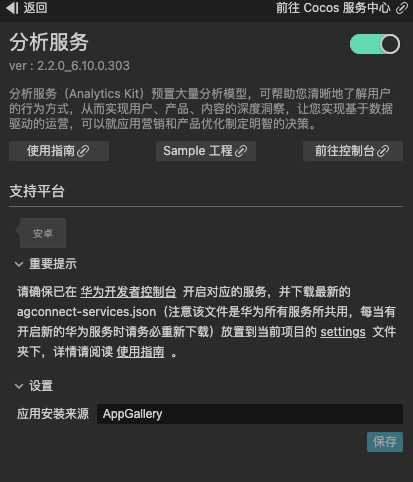 返回
前往 Cocos 服务中心
分析服务
ver : 2.2.0_6.10.0.303
分析服务（Analytics Kit）预置大量分析模型，可帮助您清晰地了解用户
的行为方式，从而实现用户、产品、内容的深度洞察，让您实现基于数据
驱动的运营，可以就应用营销和产品优化制定明智的决策。
使用指南
Sample 工程
前往控制台
支持平台
安卓
重要提示
请确保已在 华为开发者控制台 开启对应的服务，并下载最新的
agconnect-services.json（注意该文件是华为所有服务所共用，每当有
开启新的华为服务时请务必重新下载）放置到当前项目的 settings 文件
夹下，详情请阅读 使用指南 。
设置
应用安装来源 AppGallery
保存